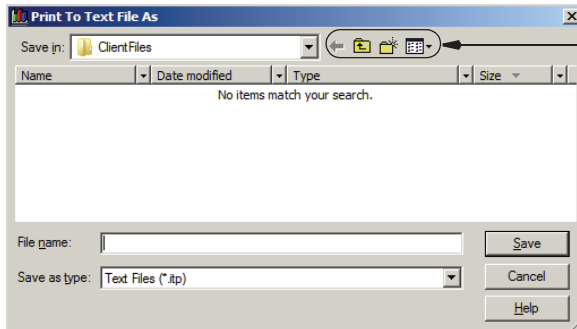 Print To Text File As
Save in: ClientFiles
Name Date modified Type Size
No items match your search.
File name: Save
Save as type: Text Files (*.itp) Cancel
Help